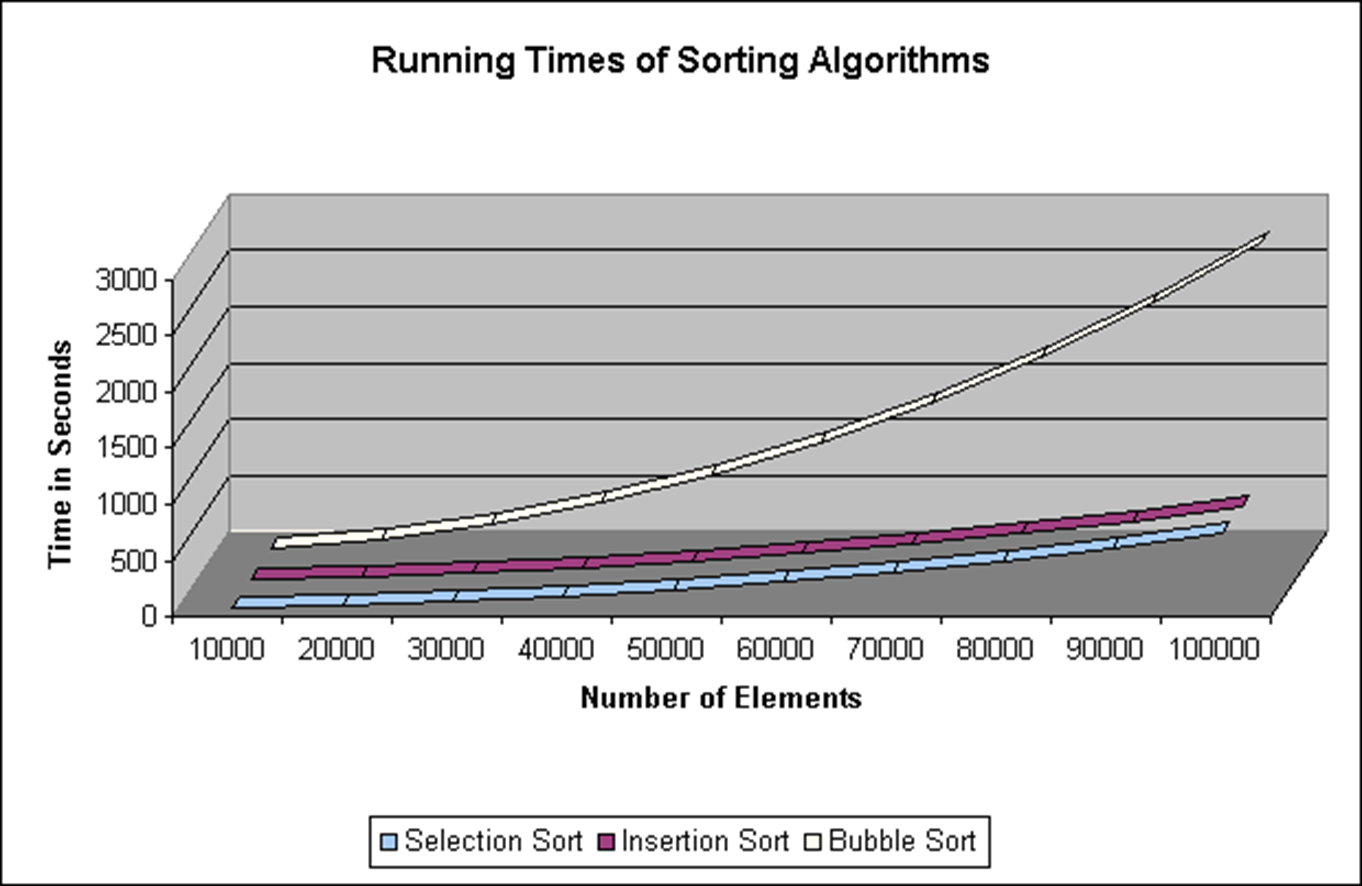 Running Times of Sorting Algorithms
Time in Seconds
3000
2500
2000
1500
1000
500
0
10000 20000 30000 40000 50000 60000 70000 80000 90000 100000
Number of Elements
Selection Sort Insertion Sort Bubble Sort